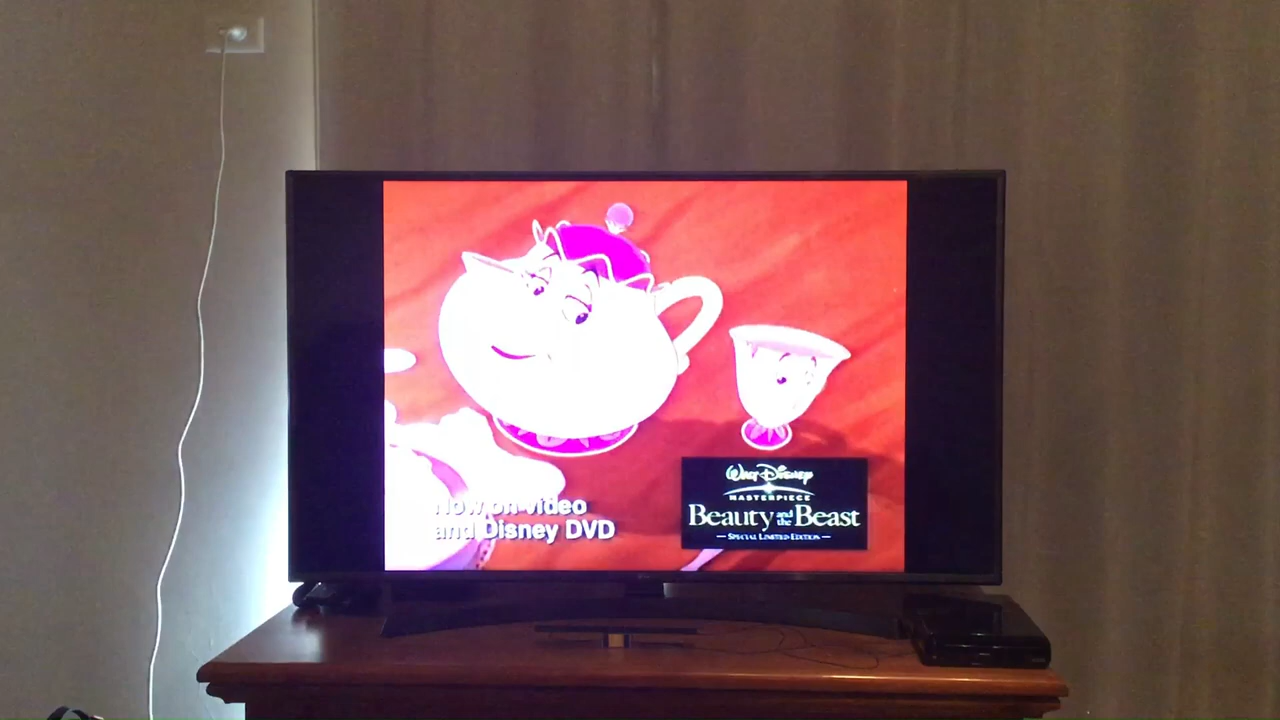 Now on video
and Disney DVD
Walt Disney
MASTERPIECE
Beauty and the Beast
SPECIAL LIMITED EDITION